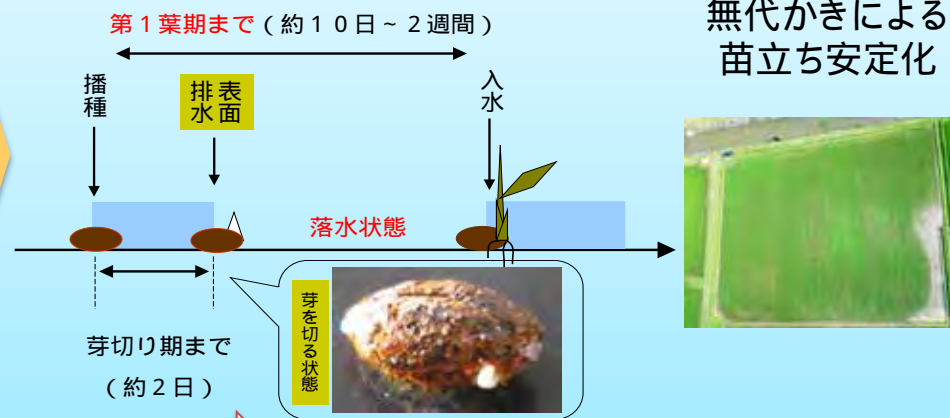 第１葉期まで（約１０日~２週間）
無代かきによる
苗立ち安定化
播種
表面
排水
入水
落水状態
芽を切る状態
芽切り期まで
（約２日）